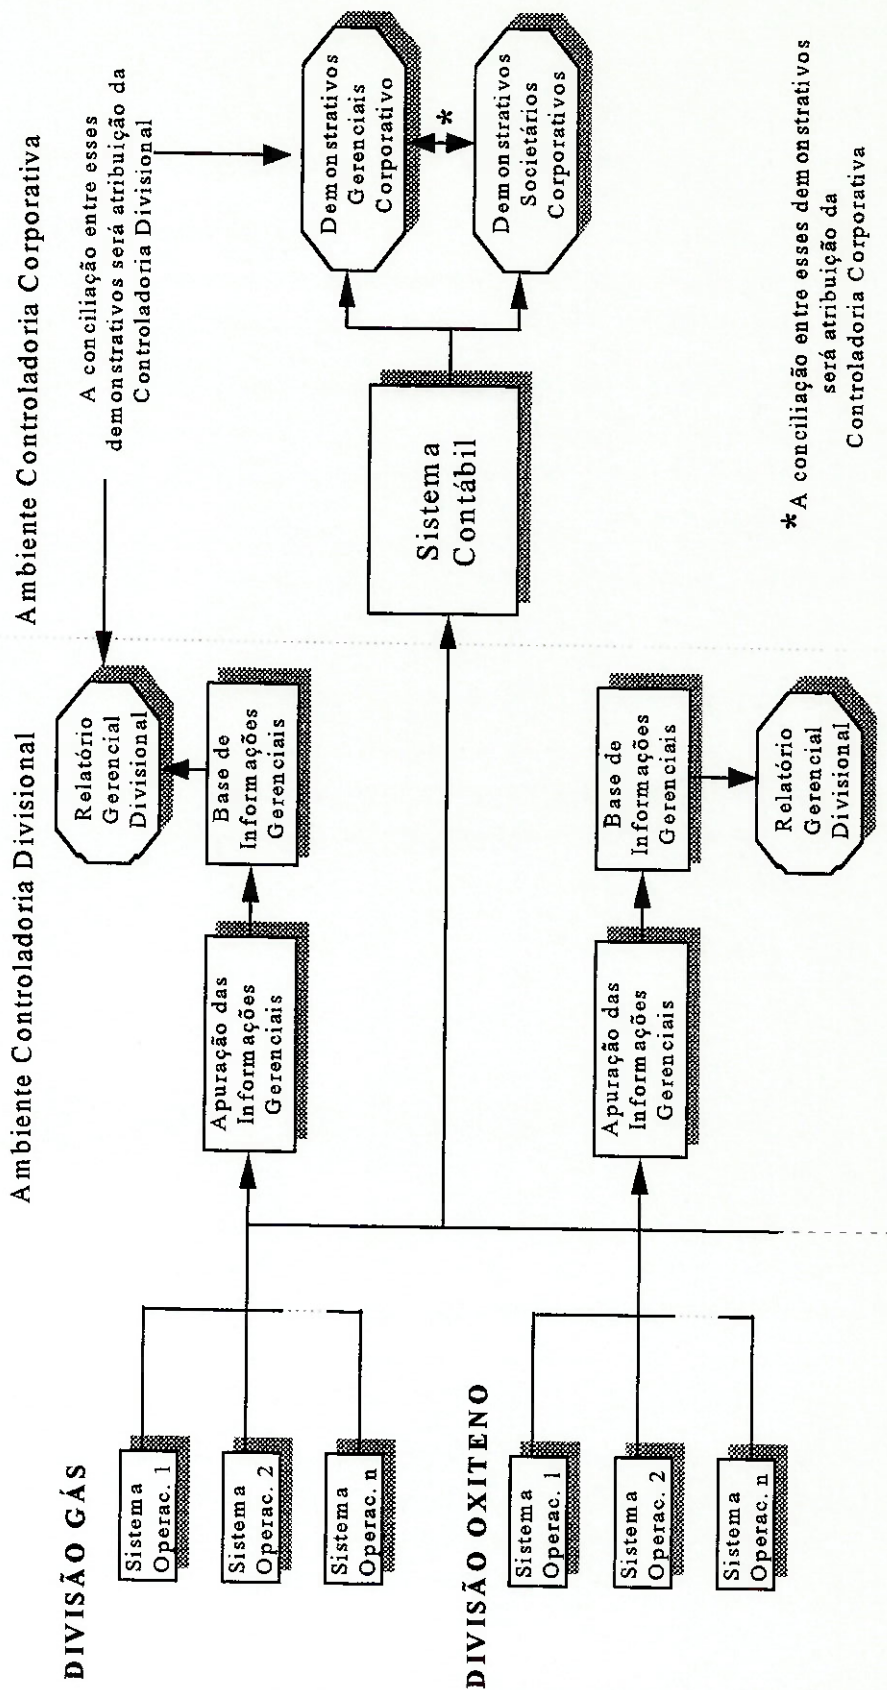 Ambiente Controladoria Divisional
Ambiente Controladoria Corporativa
DIVISÃO GÁS
Sistema
Operac. 1
Sistema
Operac. 2
Sistema
Operac. n
Apuração das
Informações
Gerenciais
Base de
Informações
Gerenciais
Relatório
Gerencial
Divisional
A conciliação entre esses
demonstrativos será atribuição da
Controladoria Divisional
Demonstrativos
Gerenciais
Corporativo
*
Demonstrativos
Societários
Corporativos
Sistema
Contábil
DIVISÃO OXITENO
Sistema
Operac. 1
Sistema
Operac. 2
Sistema
Operac. n
Apuração das
Informações
Gerenciais
Base de
Informações
Gerenciais
Relatório
Gerencial
Divisional
* A conciliação entre esses demonstrativos
será atribuição da
Controladoria Corporativa